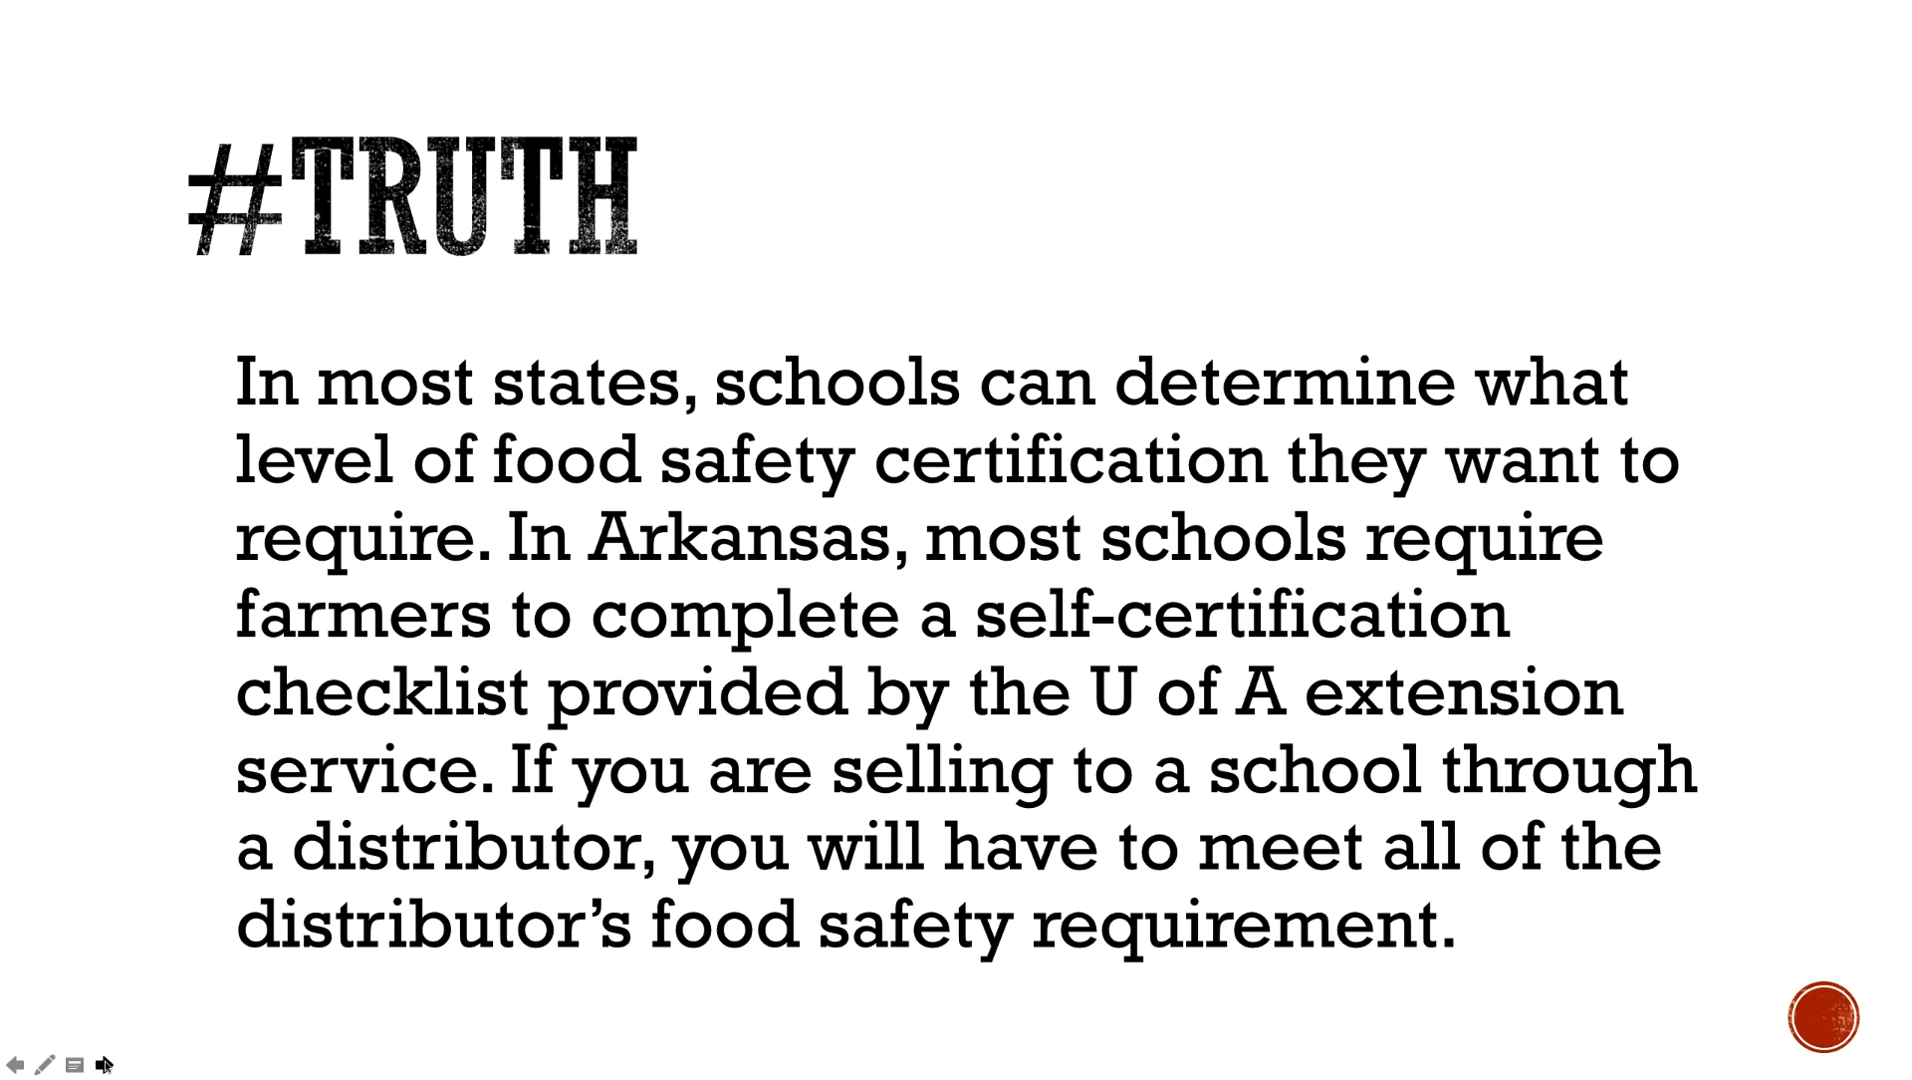 #TRUTH
In most states, schools can determine what
level of food safety certification they want to
require. In Arkansas, most schools require
farmers to complete a self-certification
checklist provided by the U of A extension
service. If you are selling to a school through
a distributor, you will have to meet all of the
distributor’s food safety requirement.